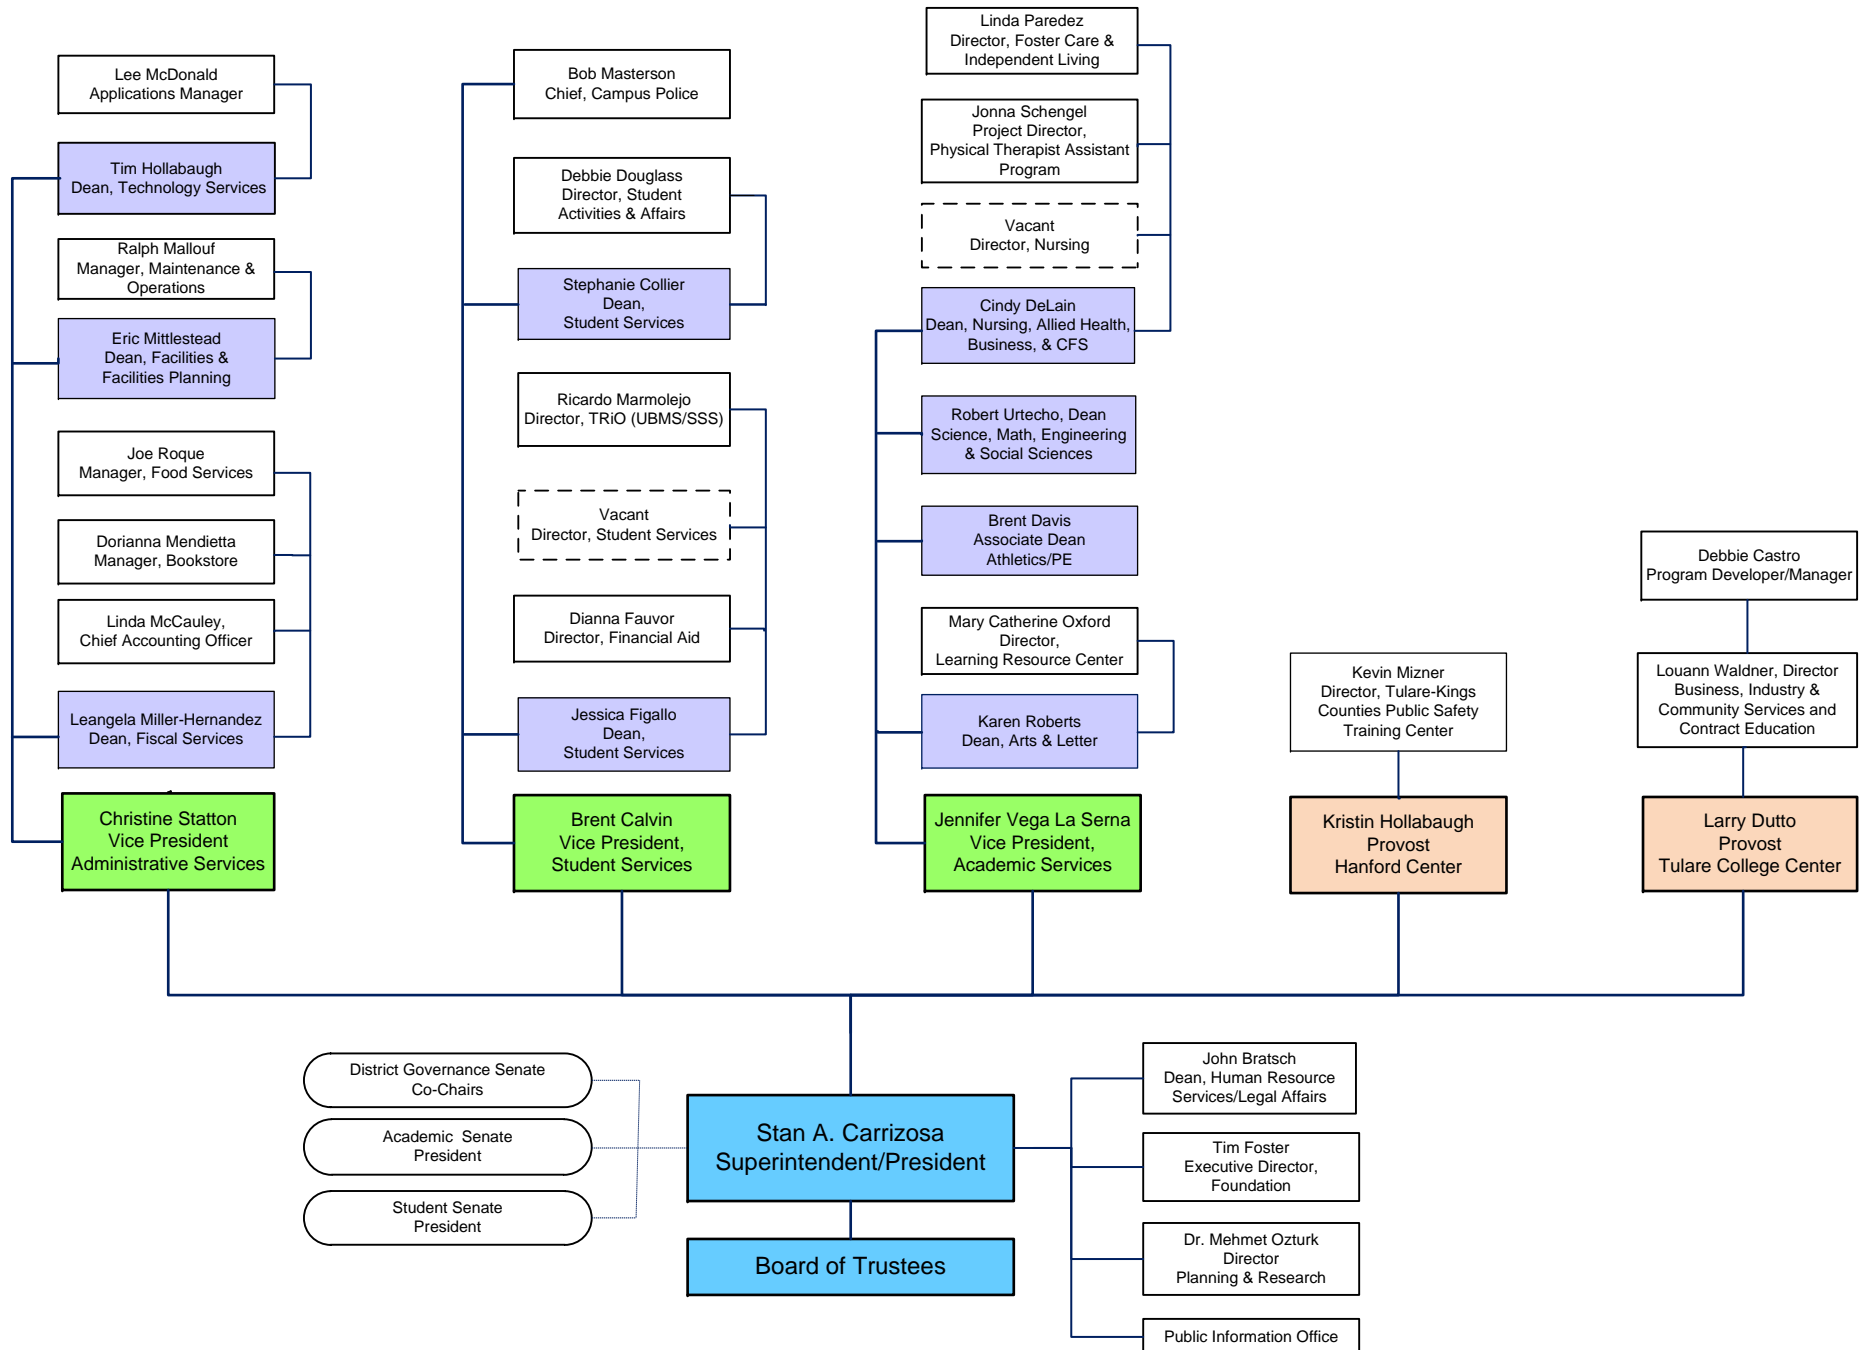 Lee McDonald
Applications Manager
Tim Hollabaugh
Dean, Technology Services
Ralph Mallouf
Manager, Maintenance &
Operations
Eric Mittlestead
Dean, Facilities &
Facilities Planning
Joe Roque
Manager, Food Services
Dorianna Mendietta
Manager, Bookstore
Linda McCauley,
Chief Accounting Officer
Leangela Miller-Hernandez
Dean, Fiscal Services
Christine Statton
Vice President
Administrative Services
Bob Masterson
Chief, Campus Police
Debbie Douglass
Director, Student
Activities & Affairs
Stephanie Collier
Dean,
Student Services
Ricardo Marmolejo
Director, TRiO (UBMS/SSS)
Vacant
Director, Student Services
Dianna Fauvor
Director, Financial Aid
Jessica Figallo
Dean,
Student Services
Brent Calvin
Vice President,
Student Services
Linda Paredez
Director, Foster Care &
Independent Living
Jonna Schengel
Project Director,
Physical Therapist Assistant
Program
Vacant
Director, Nursing
Cindy DeLain
Dean, Nursing, Allied Health,
Business, & CFS
Robert Urtecho, Dean
Science, Math, Engineering
& Social Sciences
Brent Davis
Associate Dean
Athletics/PE
Mary Catherine Oxford
Director,
Learning Resource Center
Karen Roberts
Dean, Arts & Letter
Jennifer Vega La Serna
Vice President,
Academic Services
Kevin Mizner
Director, Tulare-Kings
Counties Public Safety
Training Center
Kristin Hollabaugh
Provost
Hanford Center
Debbie Castro
Program Developer/Manager
Louann Waldner, Director
Business, Industry &
Community Services and
Contract Education
Larry Dutto
Provost
Tulare College Center
District Governance Senate
Co-Chairs
Academic Senate
President
Student Senate
President
Stan A. Carrizosa
Superintendent/President
Board of Trustees
John Bratsch
Dean, Human Resource
Services/Legal Affairs
Tim Foster
Executive Director,
Foundation
Dr. Mehmet Ozturk
Director
Planning & Research
Public Information Office